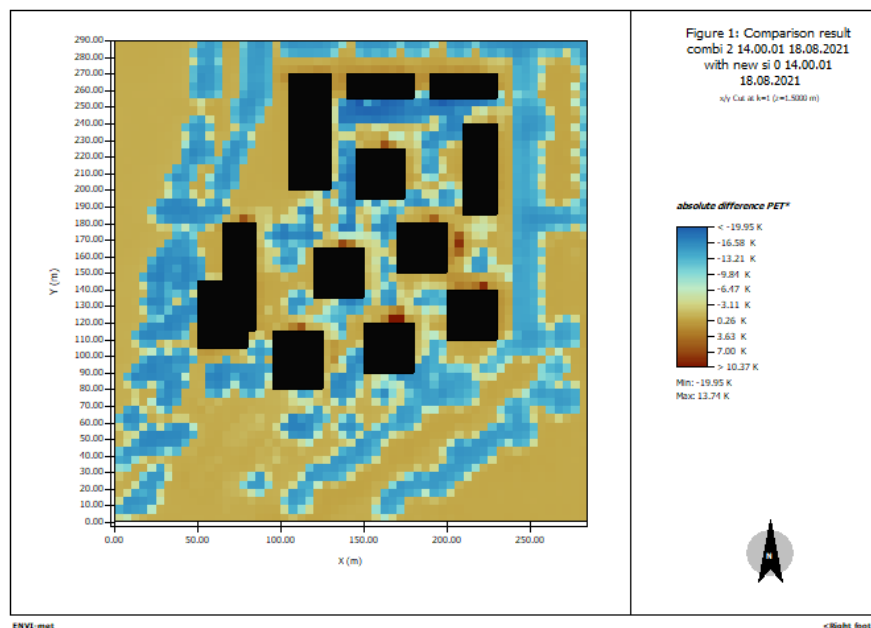 Figure 1: Comparison result
combi 2 14.00.01 18.08.2021
with new si 0 14.00.01
18.08.2021
x/y Cut at k=1 (z=1.5000 m)
290.00
280.00
270.00
260.00
250.00
240.00
230.00
220.00
210.00
200.00
190.00
180.00
170.00
160.00
150.00
140.00
130.00
120.00
110.00
100.00
90.00
80.00
70.00
60.00
50.00
40.00
30.00
20.00
10.00
0.00
Y (m)
0.00 50.00 100.00 150.00 200.00 250.00
X (m)
absolute difference PET*
< -19.95 K
-16.58 K
-13.21 K
-9.84 K
-6.47 K
-3.11 K
0.26 K
3.63 K
7.00 K
> 10.37 K
Min: -19.95 K
Max: 13.74 K
N
ENVI-met <Right foot